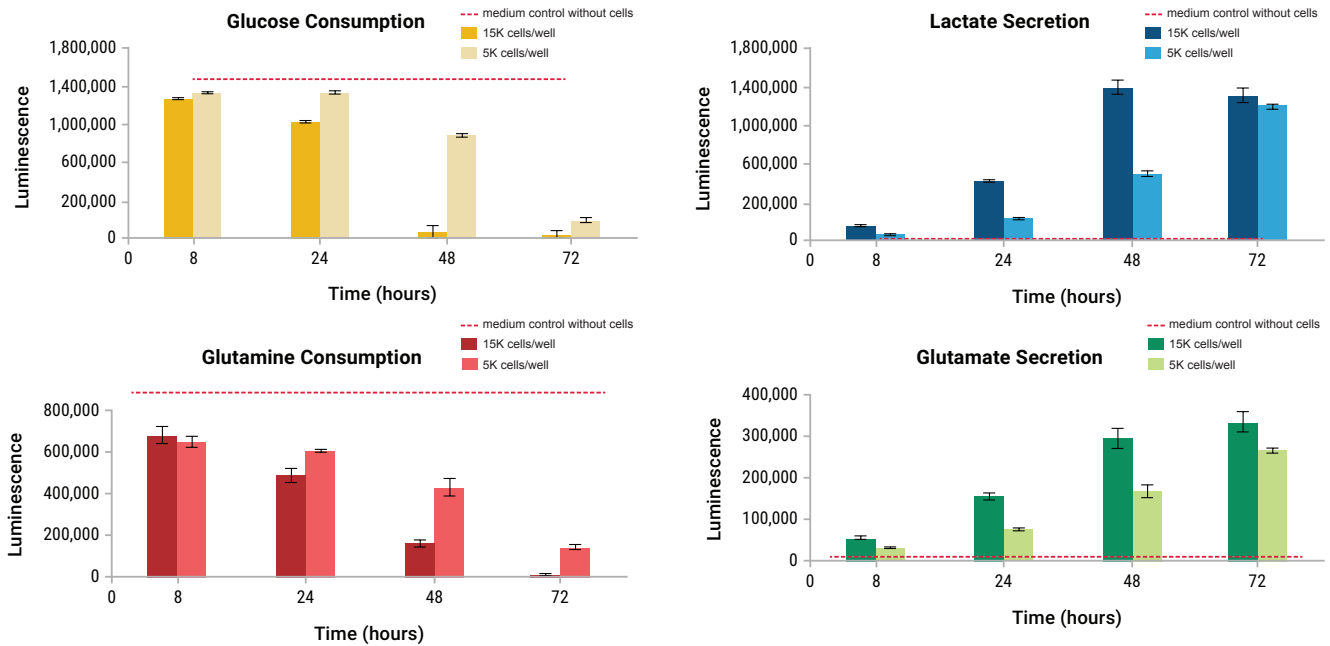 Glucose Consumption
medium control without cells
15K cells/well
5K cells/well
1,800,000
1,400,000
1,000,000
600,000
200,000
0
Luminescence
0 8 24 48 72
Time (hours)
Lactate Secretion
medium control without cells
15K cells/well
5K cells/well
1,800,000
1,400,000
1,000,000
600,000
200,000
0
Luminescence
0 8 24 48 72
Time (hours)
Glutamine Consumption
medium control without cells
15K cells/well
5K cells/well
800,000
600,000
400,000
200,000
0
Luminescence
0 8 24 48 72
Time (hours)
Glutamate Secretion
medium control without cells
15K cells/well
5K cells/well
400,000
300,000
200,000
100,000
0
Luminescence
0 8 24 48 72
Time (hours)